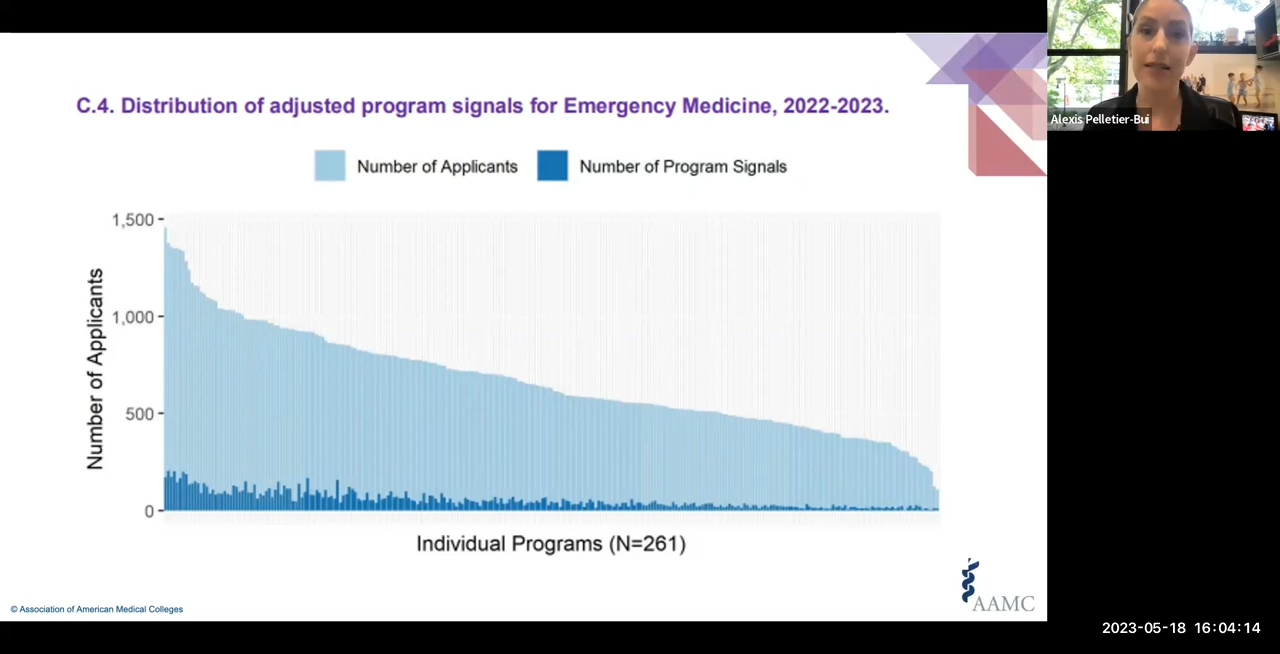 C.4. Distribution of adjusted program signals for Emergency Medicine, 2022-2023.
Number of Applicants
Number of Program Signals
1,500
1,000
500
0
Number of Applicants
Individual Programs (N=261)
© Association of American Medical Colleges
AAMC
Alexis Pelletier-Bui
2023-05-18 16:04:14